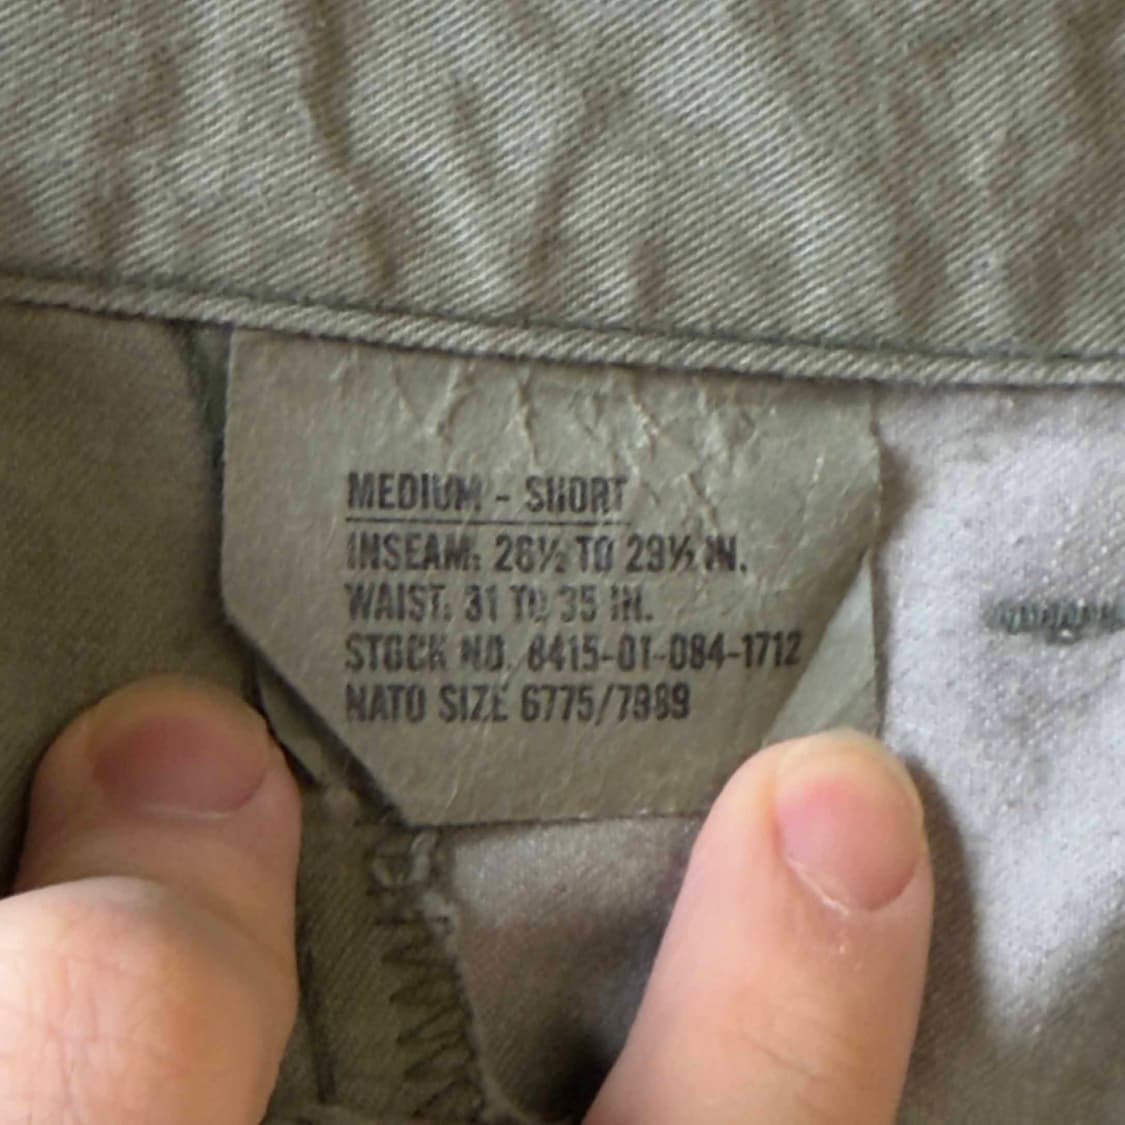 MEDIUM - SHORT
INSEAM: 26½ TO 29½ IN.
WAIST: 31 TO 35 IN.
STOCK NO. 8415-01-084-1712
NATO SIZE 6775/7989